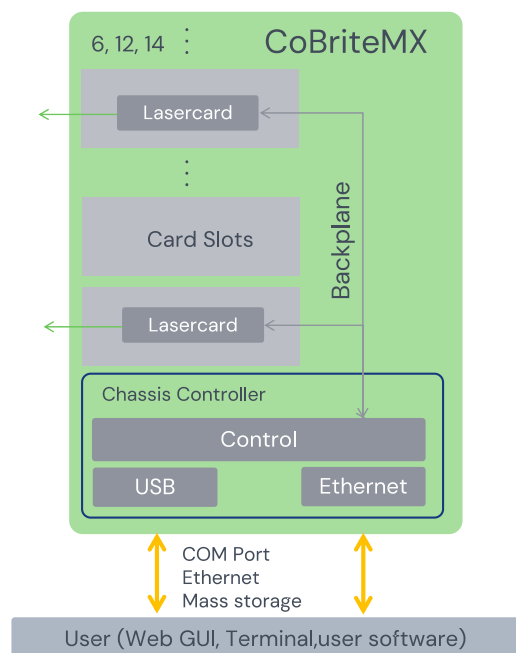 6, 12, 14
CoBriteMX
Lasercard
Card Slots
Backplane
Lasercard
Chassis Controller
Control
USB
Ethernet
COM Port
Ethernet
Mass storage
User (Web GUI, Terminal,user software)